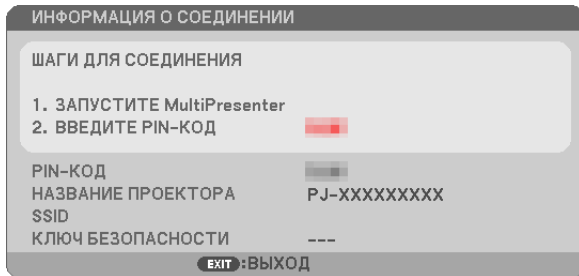 ИНФОРМАЦИЯ О СОЕДИНЕНИИ
ШАГИ ДЛЯ СОЕДИНЕНИЯ
1. ЗАПУСТИТЕ MultiPresenter
2. ВВЕДИТЕ PIN-КОД
PIN-КОД
НАЗВАНИЕ ПРОЕКТОРА PJ-XXXXXXXXX
SSID
КЛЮЧ БЕЗОПАСНОСТИ ---
EXIT :ВЫХОД